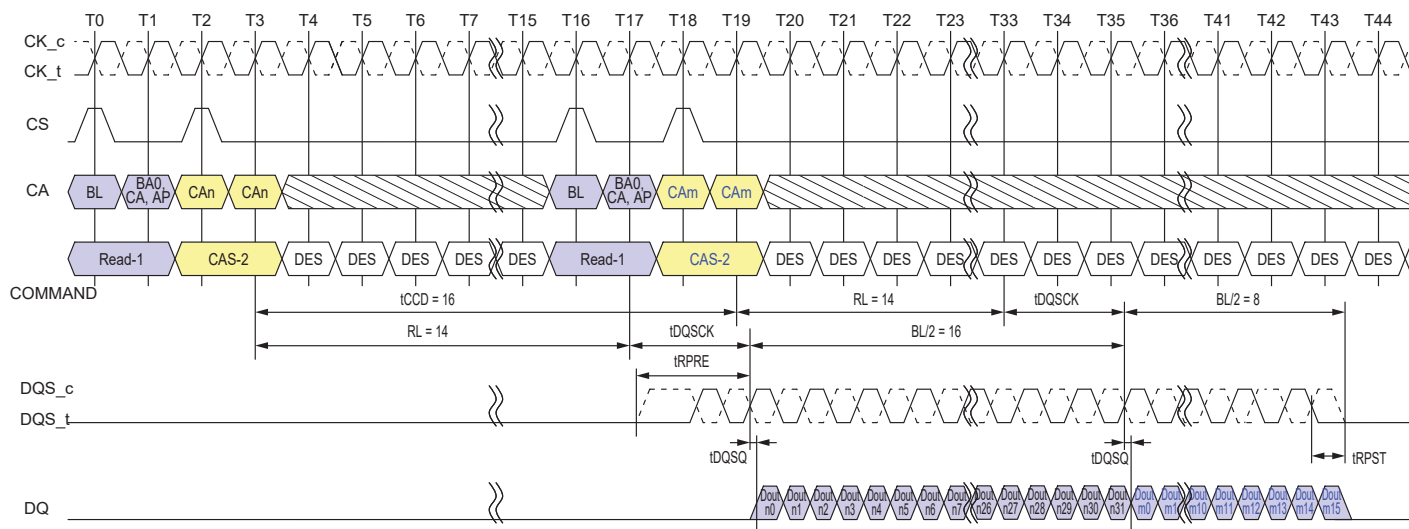 T0 T1 T2 T3 T4 T5 T6 T7 T15 T16 T17 T18 T19 T20 T21 T22 T23 T33 T34 T35 T36 T41 T42 T43 T44
CK_c
CK_t
CS
CA BL BA0, CA, AP CAn CAn BL BA0, CA, AP CAm CAm
Read-1 CAS-2 DES DES DES DES DES Read-1 CAS-2 DES DES DES DES DES DES DES DES DES DES DES DES
COMMAND
tCCD = 16 RL = 14 tDQSCK BL/2 = 8
RL = 14 tDQSCK BL/2 = 16
tRPRE
DQS_c
DQS_t
tDQSQ tDQSQ tRPST
DQ Dout n0 Dout n1 Dout n2 Dout n3 Dout n4 Dout n5 Dout n6 Dout n7 Dout n26 Dout n27 Dout n28 Dout n29 Dout n30 Dout n31 Dout m0 Dout m1 Dout m10 Dout m11 Dout m12 Dout m13 Dout m14 Dout m15